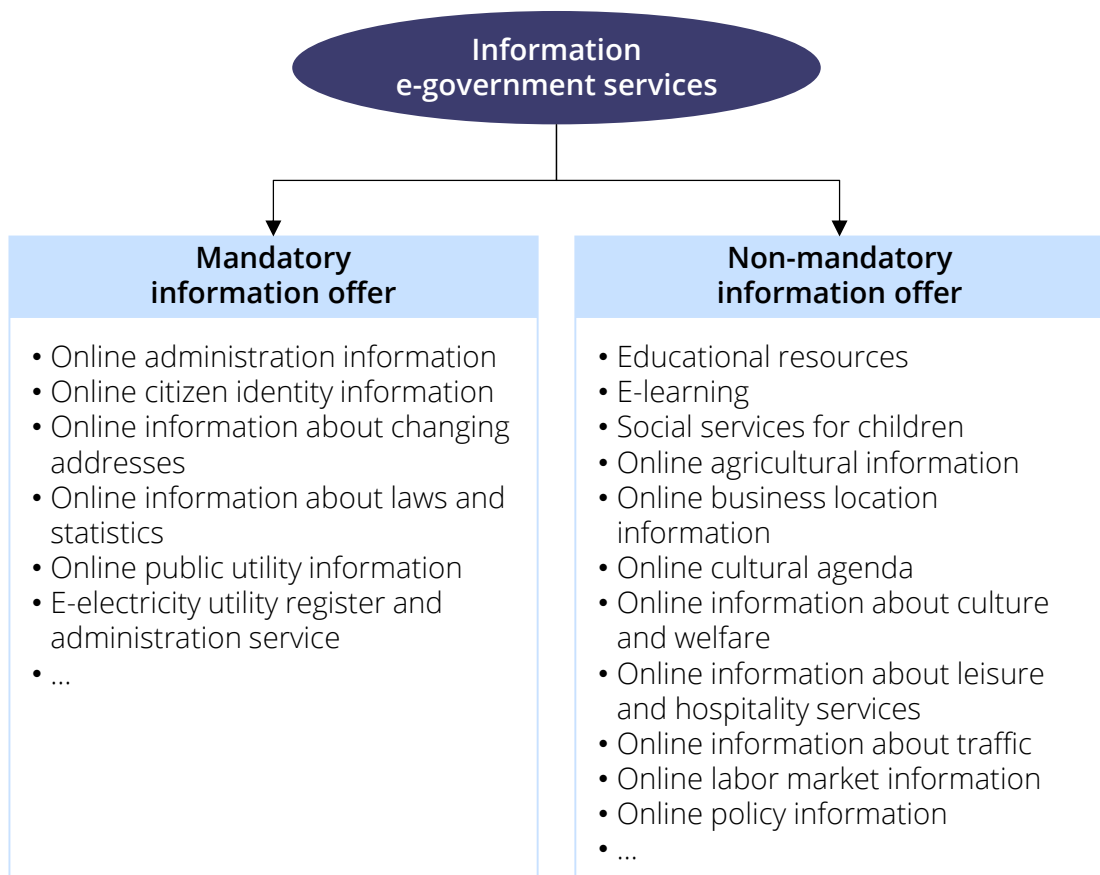 Information
e-government services
Mandatory
information offer
• Online administration information
• Online citizen identity information
• Online information about changing
addresses
• Online information about laws and
statistics
• Online public utility information
• E-electricity utility register and
administration service
• ...
Non-mandatory
information offer
• Educational resources
• E-learning
• Social services for children
• Online agricultural information
• Online business location
information
• Online cultural agenda
• Online information about culture
and welfare
• Online information about leisure
and hospitality services
• Online information about traffic
• Online labor market information
• Online policy information
• ...